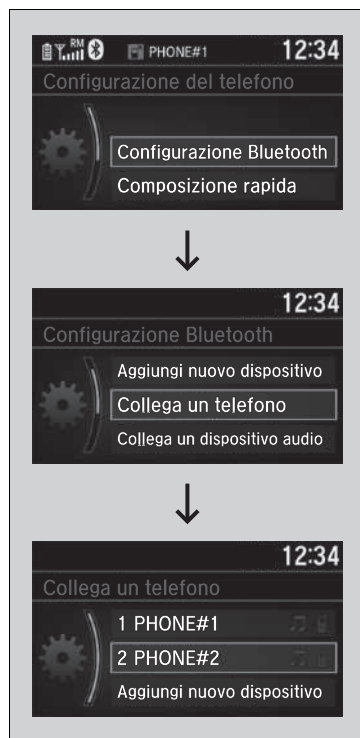 RM PHONE#1 12:34
Configurazione del telefono
Configurazione Bluetooth
Composizione rapida
12:34
Configurazione Bluetooth
Aggiungi nuovo dispositivo
Collega un telefono
Collega un dispositivo audio
12:34
Collega un telefono
1 PHONE#1
2 PHONE#2
Aggiungi nuovo dispositivo